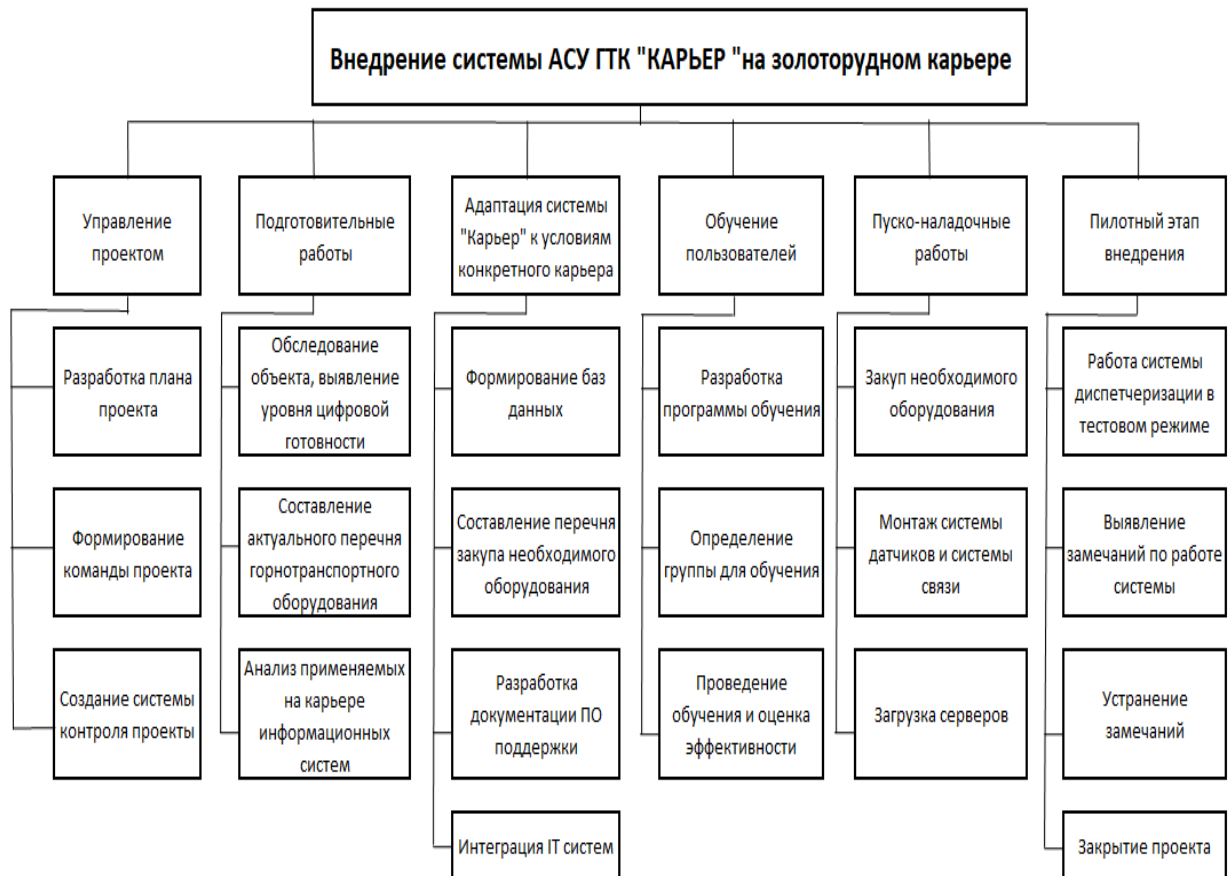 Внедрение системы АСУ ГТК "КАРЬЕР "на золоторудном карьере
Управление
проектом
Подготовительные
работы
Адаптация системы
"Карьер" к условиям
конкретного карьера
Обучение
пользователей
Пуско-наладочные
работы
Пилотный этап
внедрения
Разработка плана
проекта
Обследование
объекта, выявление
уровня цифровой
готовности
Формирование баз
данных
Разработка
программы обучения
Закуп необходимого
оборудования
Работа системы
диспетчеризации в
тестовом режиме
Формирование
команды проекта
Составление
актуального перечня
горнотранспортного
оборудования
Составление перечня
закупа необходимого
оборудования
Определение
группы для обучения
Монтаж системы
датчиков и системы
связи
Выявление
замечаний по работе
системы
Создание системы
контроля проекты
Анализ применяемых
на карьере
информационных
систем
Разработка
документации ПО
поддержки
Проведение
обучения и оценка
эффективности
Загрузка серверов
Устранение
замечаний
Интеграция IT систем
Закрытие проекта